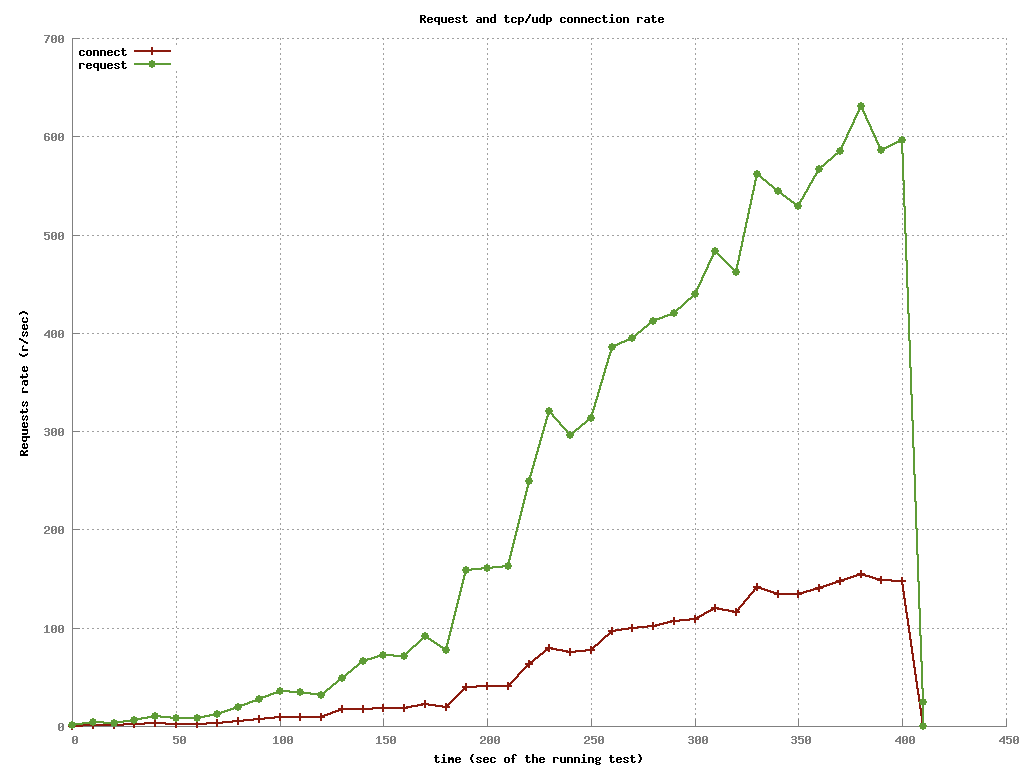 Request and tcp/udp connection rate
connect
request
700
600
500
400
300
200
100
0
Requests rate (r/sec)
0 50 100 150 200 250 300 350 400 450
time (sec of the running test)